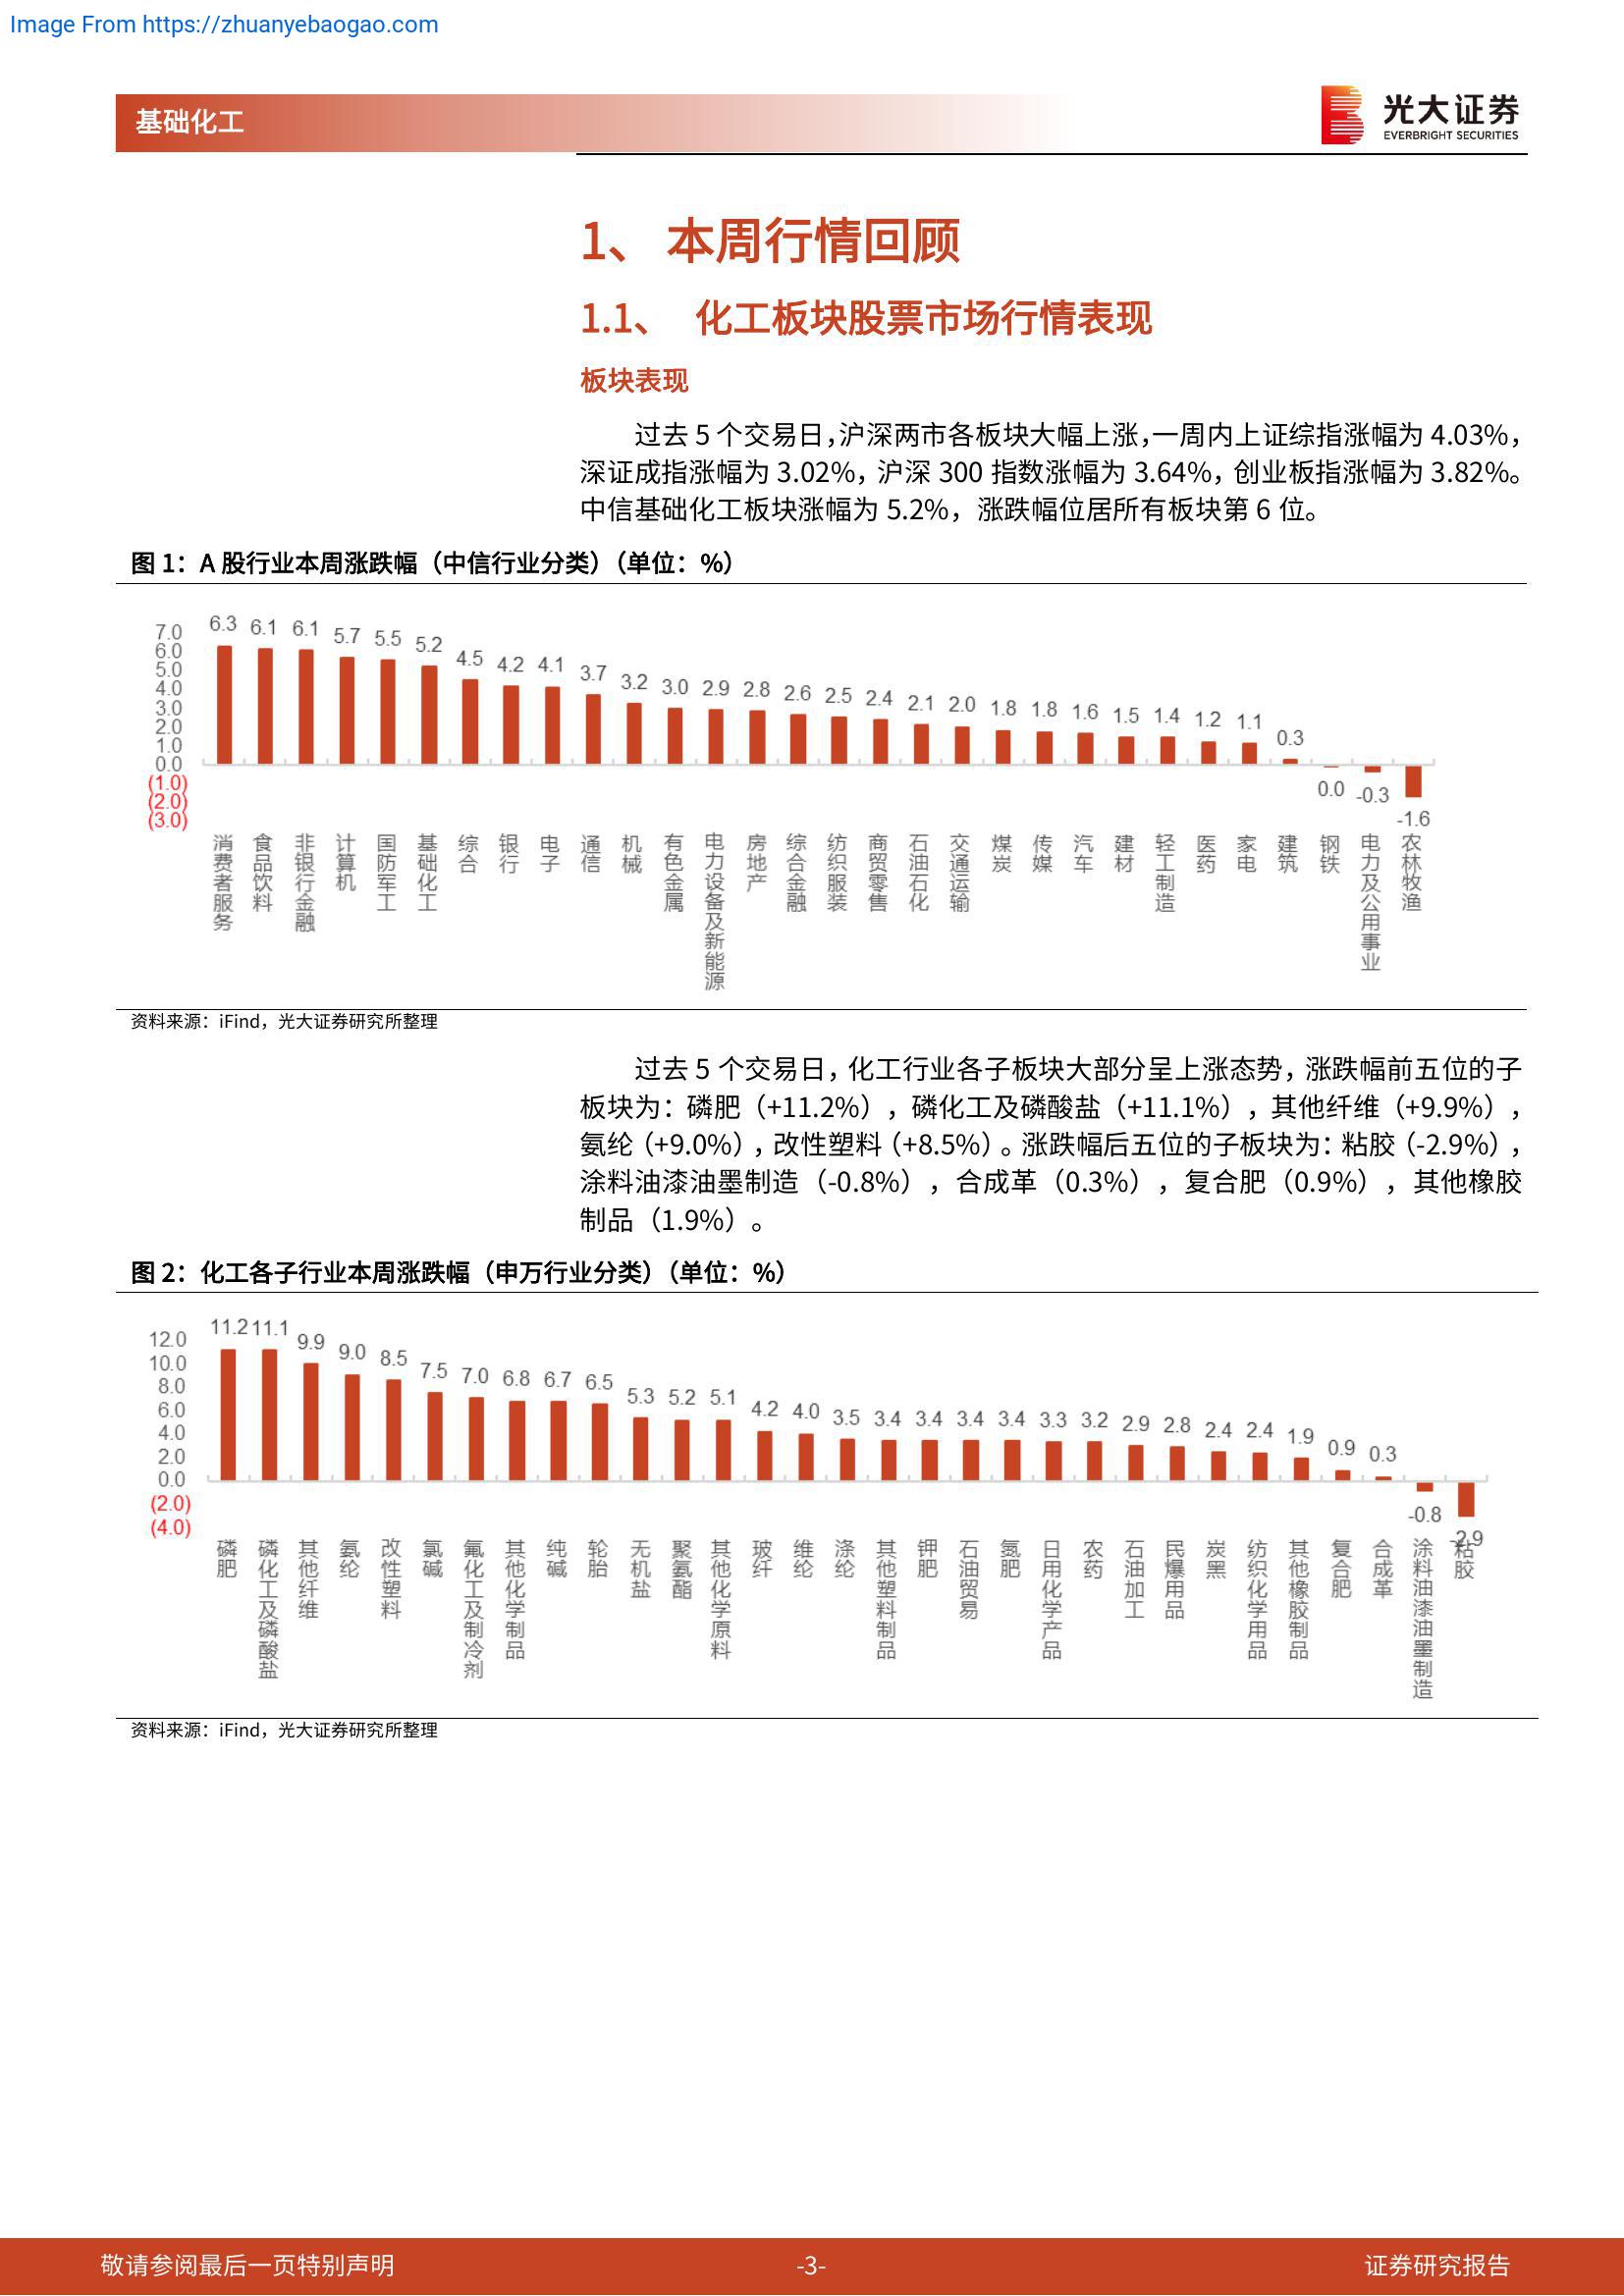 Image From https://zhuanyebaogao.com
基础化工
光大证券
EVERBRIGHT SECURITIES
1、 本周行情回顾
1.1、 化工板块股票市场行情表现
板块表现
过去 5 个交易日，沪深两市各板块大幅上涨，一周内上证综指涨幅为 4.03%，
深证成指涨幅为 3.02%，沪深 300 指数涨幅为 3.64%，创业板指涨幅为 3.82%。
中信基础化工板块涨幅为 5.2%，涨跌幅位居所有板块第 6 位。
图 1：A 股行业本周涨跌幅（中信行业分类）（单位：%）
7.0
6.0
5.0
4.0
3.0
2.0
1.0
0.0
(1.0)
(2.0)
(3.0)
6.3 6.1 6.1 5.7 5.5 5.2 4.5 4.2 4.1 3.7 3.2 3.0 2.9 2.8 2.6 2.5 2.4 2.1 2.0 1.8 1.8 1.6 1.5 1.4 1.2 1.1 0.3 0.0 -0.3 -1.6
消费者服务
食品饮料
非银行金融
计算机
国防军工
基础化工
综合
银行
电子
通信
机械
有色金属
电力设备及新能源
房地产
综合金融
纺织服装
商贸零售
石油石化
交通运输
煤炭
传媒
汽车
建材
轻工制造
医药
家电
建筑
钢铁
电力及公用事业
农林牧渔
资料来源：iFind，光大证券研究所整理
过去 5 个交易日，化工行业各子板块大部分呈上涨态势，涨跌幅前五位的子
板块为：磷肥（+11.2%），磷化工及磷酸盐（+11.1%），其他纤维（+9.9%），
氨纶（+9.0%），改性塑料（+8.5%）。涨跌幅后五位的子板块为：粘胶（-2.9%），
涂料油漆油墨制造（-0.8%），合成革（0.3%），复合肥（0.9%），其他橡胶
制品（1.9%）。
图 2：化工各子行业本周涨跌幅（申万行业分类）（单位：%）
12.0
10.0
8.0
6.0
4.0
2.0
0.0
(2.0)
(4.0)
11.2 11.1 9.9 9.0 8.5 7.5 7.0 6.8 6.7 6.5 5.3 5.2 5.1 4.2 4.0 3.5 3.4 3.4 3.4 3.4 3.3 3.2 2.9 2.8 2.4 2.4 1.9 0.9 0.3 -0.8 -2.9
磷肥
磷化工及磷酸盐
其他纤维
氨纶
改性塑料
氯碱
氟化工及制冷剂
其他化学制品
纯碱
轮胎
无机盐
聚氨酯
其他化学原料
玻纤
维纶
涤纶
其他塑料制品
钾肥
石油贸易
氮肥
日用化学产品
农药
石油加工
民爆用品
炭黑
纺织化学用品
其他橡胶制品
复合肥
合成革
涂料油漆油墨制造
粘胶
资料来源：iFind，光大证券研究所整理
敬请参阅最后一页特别声明
-3-
证券研究报告